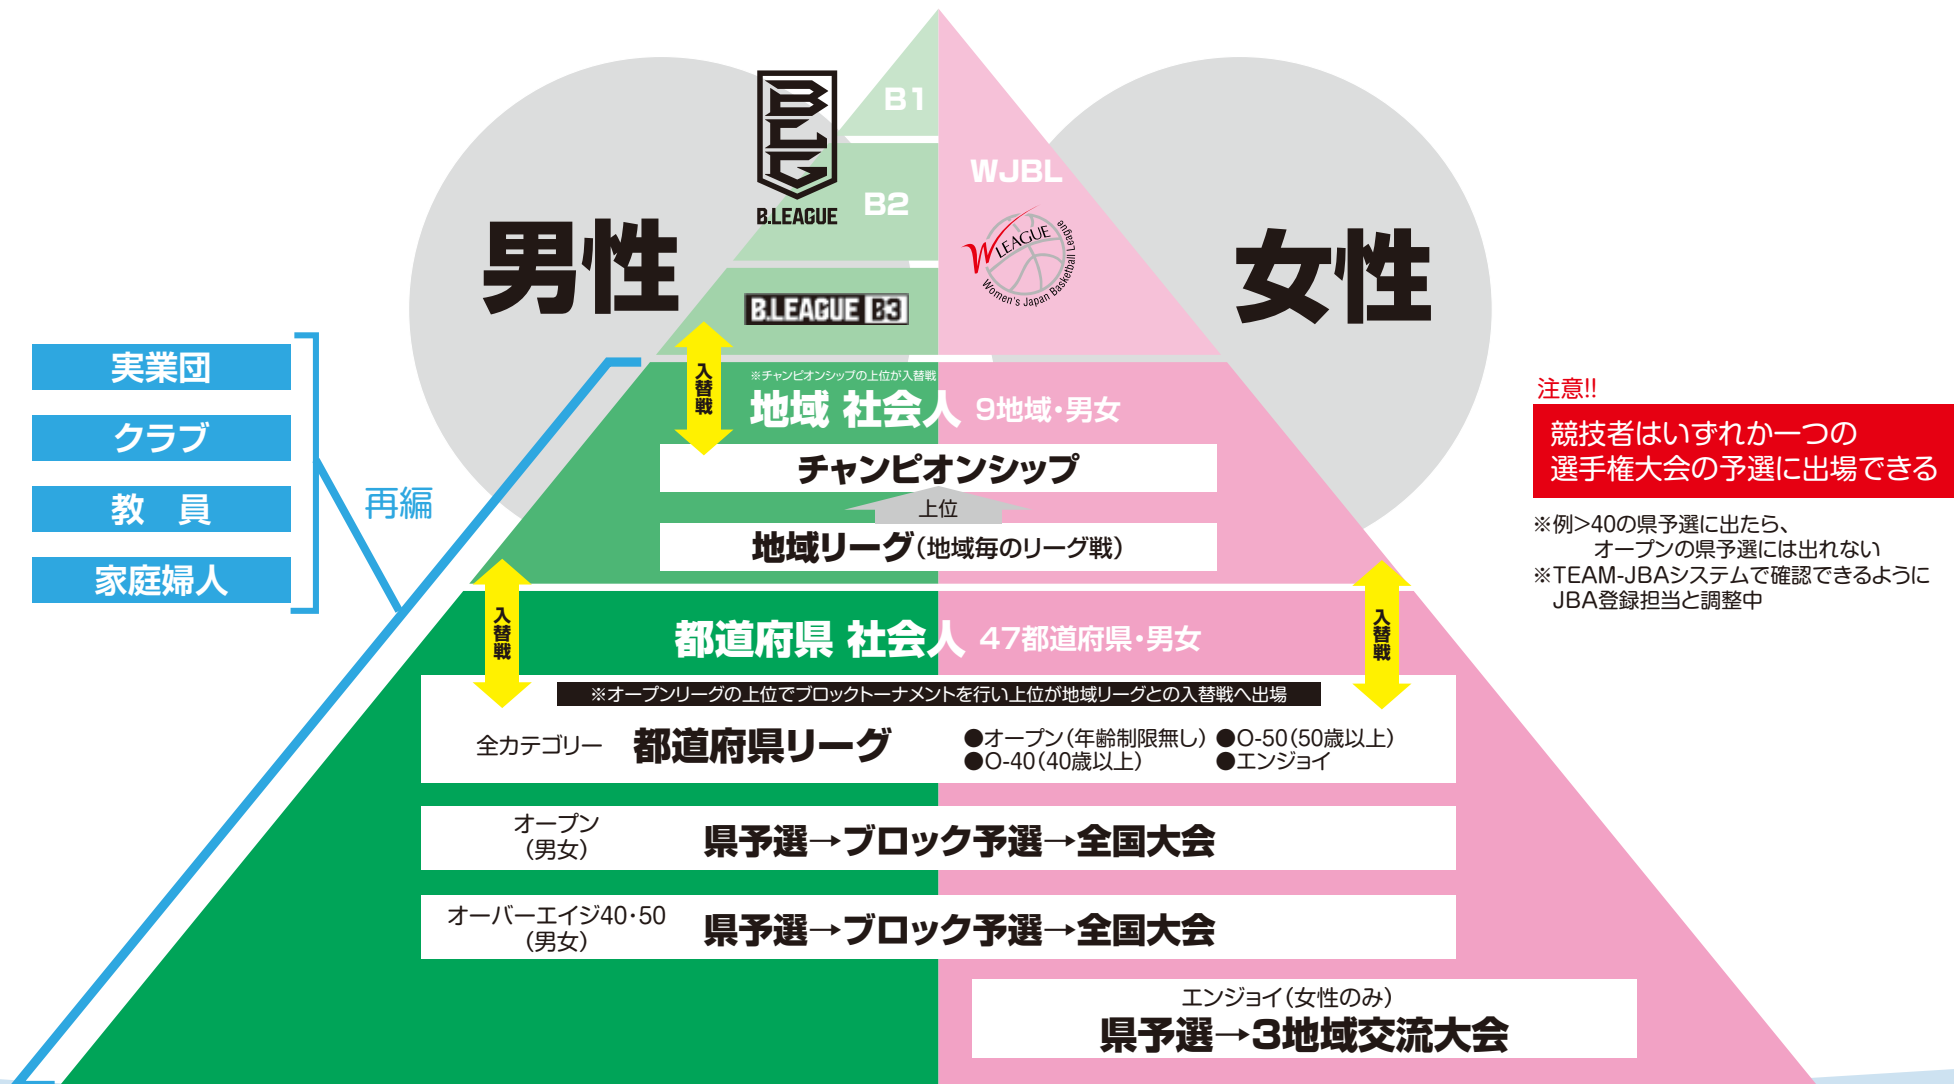 B1
BLG
B.LEAGUE
B2
WJBL
W LEAGUE
Women's Japan Basketball League
男性
女性
B.LEAGUE B3
実業団
クラブ
教　員
家庭婦人
再編
入替戦
※チャンピオンシップの上位が入替戦
地域 社会人 9地域・男女
チャンピオンシップ
上位
地域リーグ(地域毎のリーグ戦)
注意!!
競技者はいずれか一つの
選手権大会の予選に出場できる
※例>40の県予選に出たら、
オープンの県予選には出れない
※TEAM-JBAシステムで確認できるように
JBA登録担当と調整中
入替戦
都道府県 社会人 47都道府県・男女
入替戦
※オープンリーグの上位でブロックトーナメントを行い上位が地域リーグとの入替戦へ出場
全カテゴリー 都道府県リーグ
●オープン(年齢制限無し) ●O-50(50歳以上)
●O-40(40歳以上) ●エンジョイ
オープン
(男女)
県予選→ブロック予選→全国大会
オーバーエイジ40・50
(男女)
県予選→ブロック予選→全国大会
エンジョイ(女性のみ)
県予選→3地域交流大会